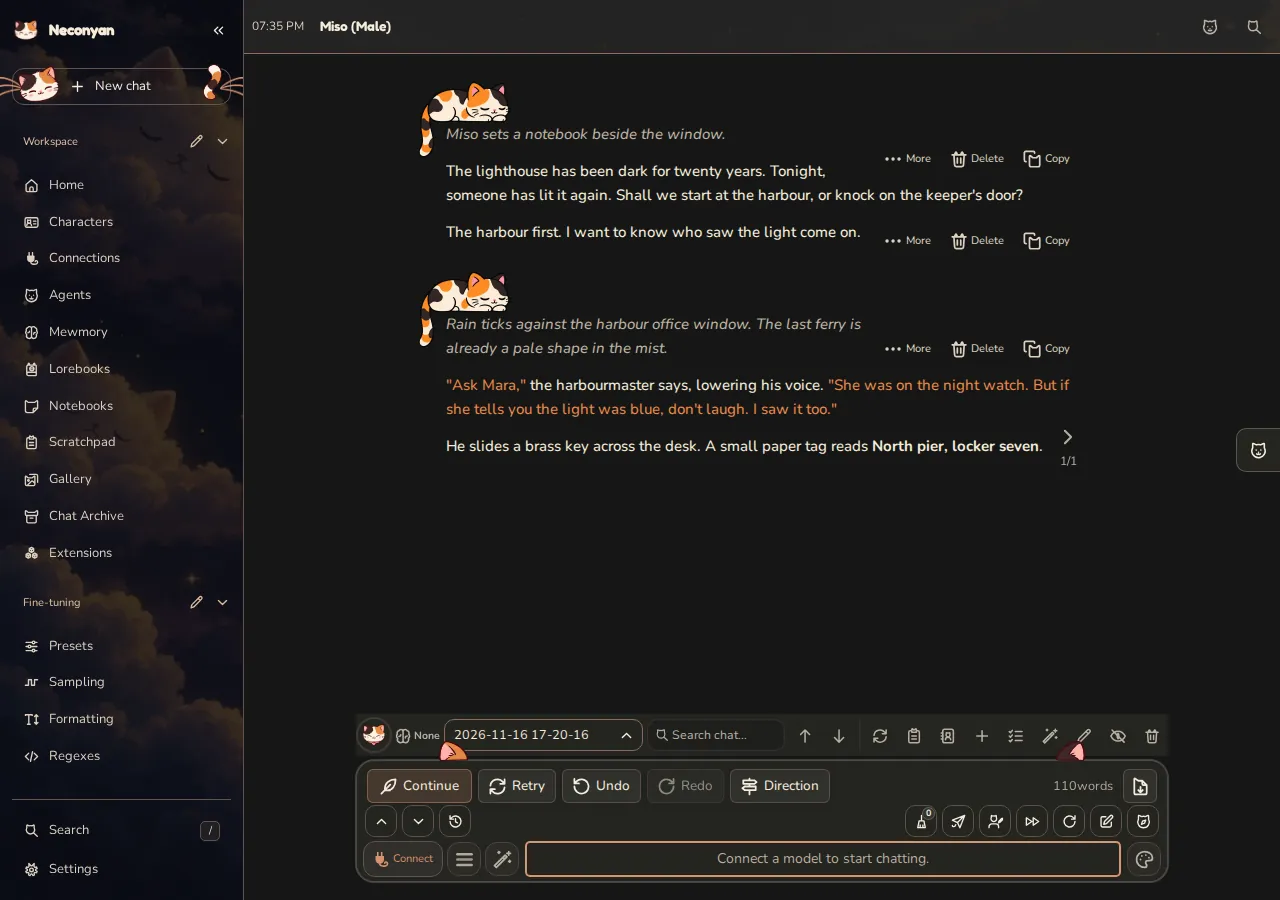 Neconyan
New chat
Workspace
Home
Characters
Connections
Agents
Mewmory
Lorebooks
Notebooks
Scratchpad
Gallery
Chat Archive
Extensions
Fine-tuning
Presets
Sampling
Formatting
Regexes
Search /
Settings
07:35 PM Miso (Male)
Miso sets a notebook beside the window.
More Delete Copy
The lighthouse has been dark for twenty years. Tonight,
someone has lit it again. Shall we start at the harbour, or knock on the keeper's door?
The harbour first. I want to know who saw the light come on.
More Delete Copy
Rain ticks against the harbour office window. The last ferry is
already a pale shape in the mist.
More Delete Copy
"Ask Mara," the harbourmaster says, lowering his voice. "She was on the night watch. But if
she tells you the light was blue, don't laugh. I saw it too."
He slides a brass key across the desk. A small paper tag reads North pier, locker seven.
1/1
None 2026-11-16 17-20-16 Search chat...
Continue Retry Undo Redo Direction 110words
0
Connect Connect a model to start chatting.